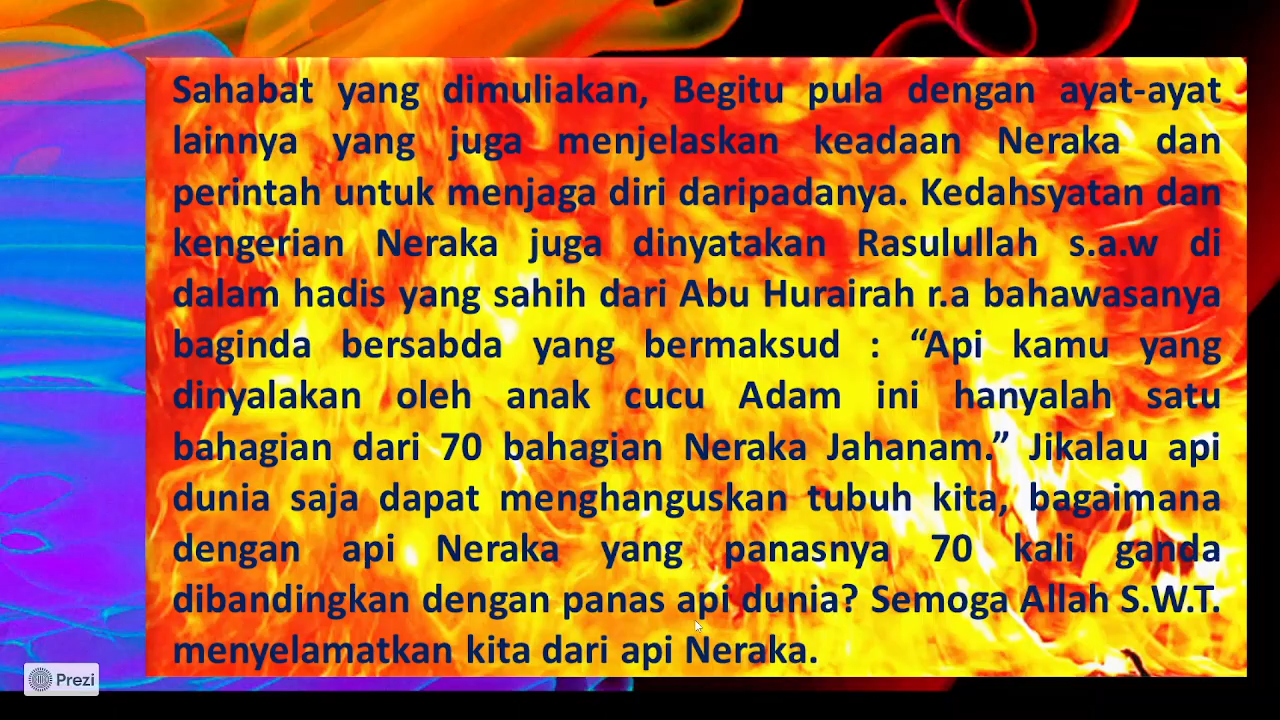 Sahabat yang dimuliakan, Begitu pula dengan ayat-ayat
lainnya yang juga menjelaskan keadaan Neraka dan
perintah untuk menjaga diri daripadanya. Kedahsyatan dan
kengerian Neraka juga dinyatakan Rasulullah s.a.w di
dalam hadis yang sahih dari Abu Hurairah r.a bahawasanya
baginda bersabda yang bermaksud : “Api kamu yang
dinyalakan oleh anak cucu Adam ini hanyalah satu
bahagian dari 70 bahagian Neraka Jahanam.” Jikalau api
dunia saja dapat menghanguskan tubuh kita, bagaimana
dengan api Neraka yang panasnya 70 kali ganda
dibandingkan dengan panas api dunia? Semoga Allah S.W.T.
menyelamatkan kita dari api Neraka.
Prezi